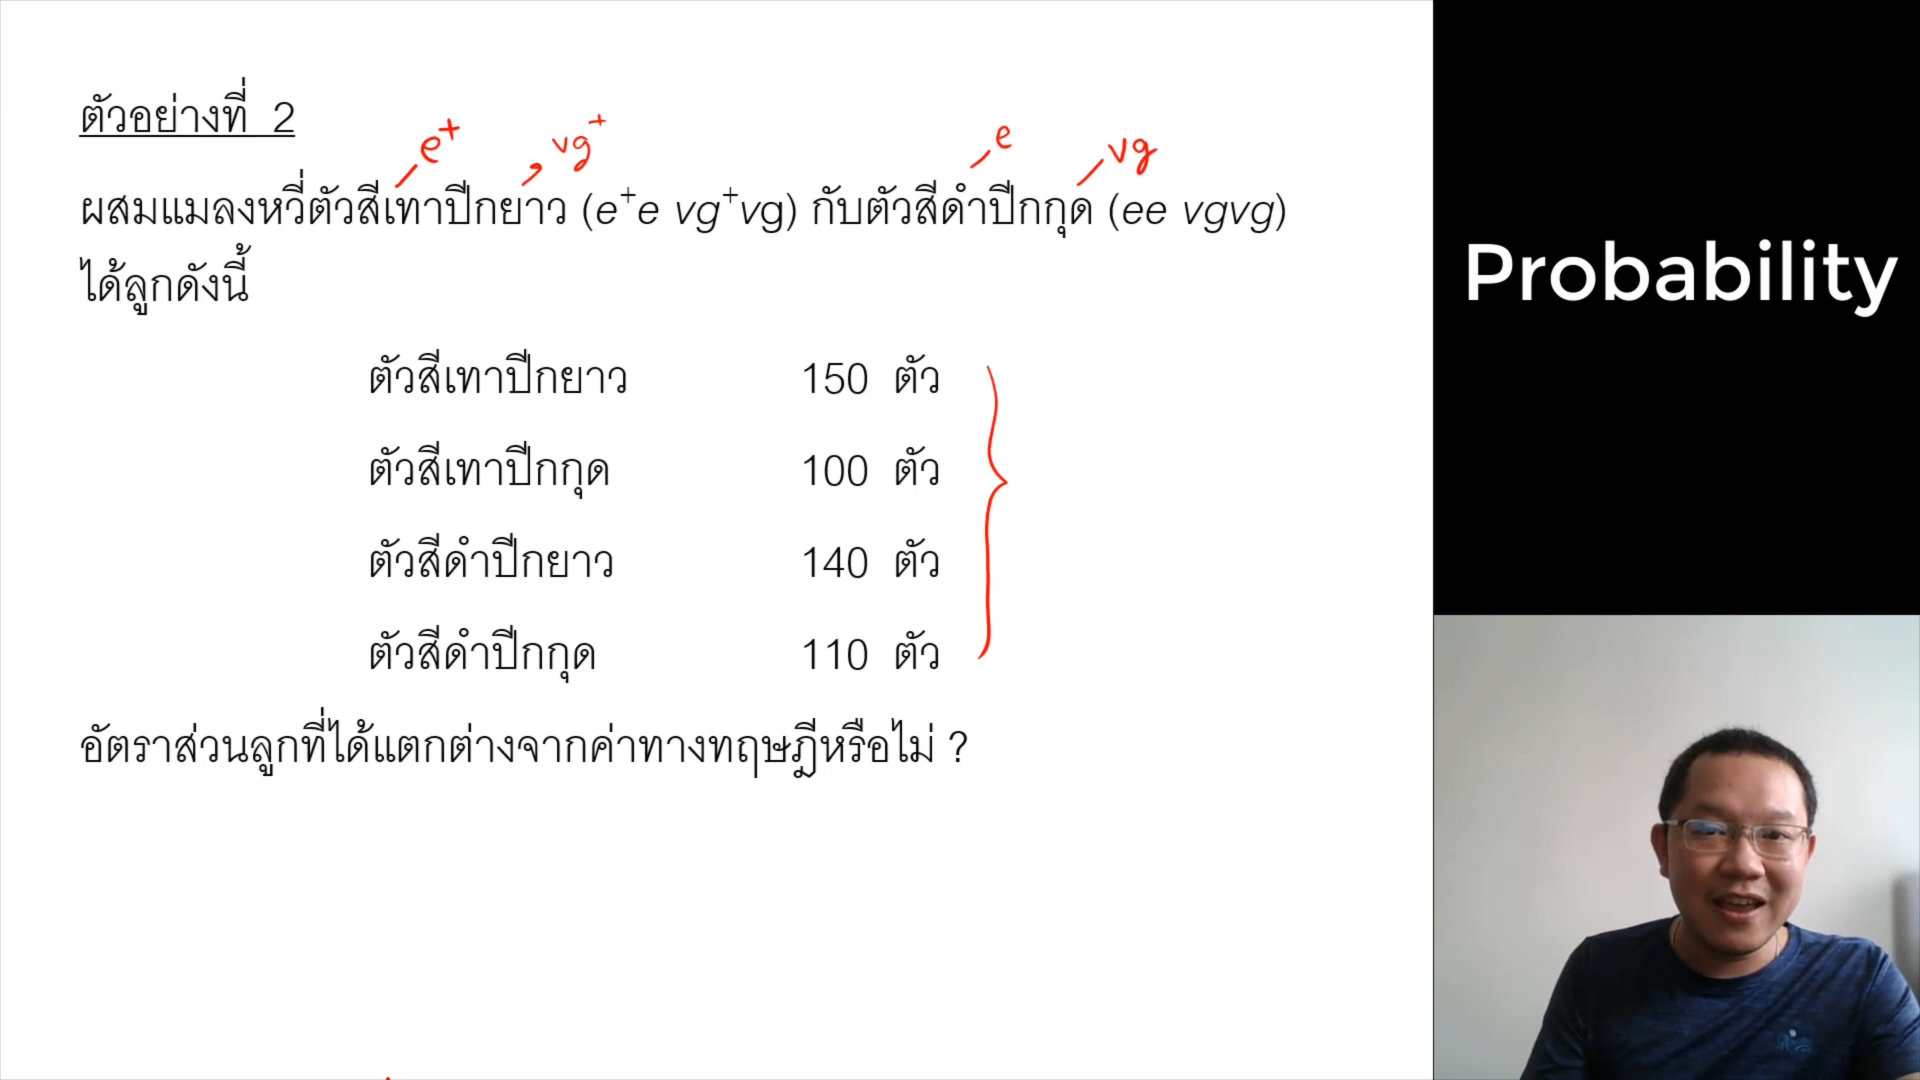 ตัวอย่างที่ 2
e+ vg+ e vg
ผสมแมลงหวี่ตัวสีเทาปีกยาว (e⁺e vg⁺vg) กับตัวสีดำปีกกุด (ee vgvg)
ได้ลูกดังนี้
ตัวสีเทาปีกยาว 150 ตัว
ตัวสีเทาปีกกุด 100 ตัว
ตัวสีดำปีกยาว 140 ตัว
ตัวสีดำปีกกุด 110 ตัว
อัตราส่วนลูกที่ได้แตกต่างจากค่าทางทฤษฎีหรือไม่ ?
Probability